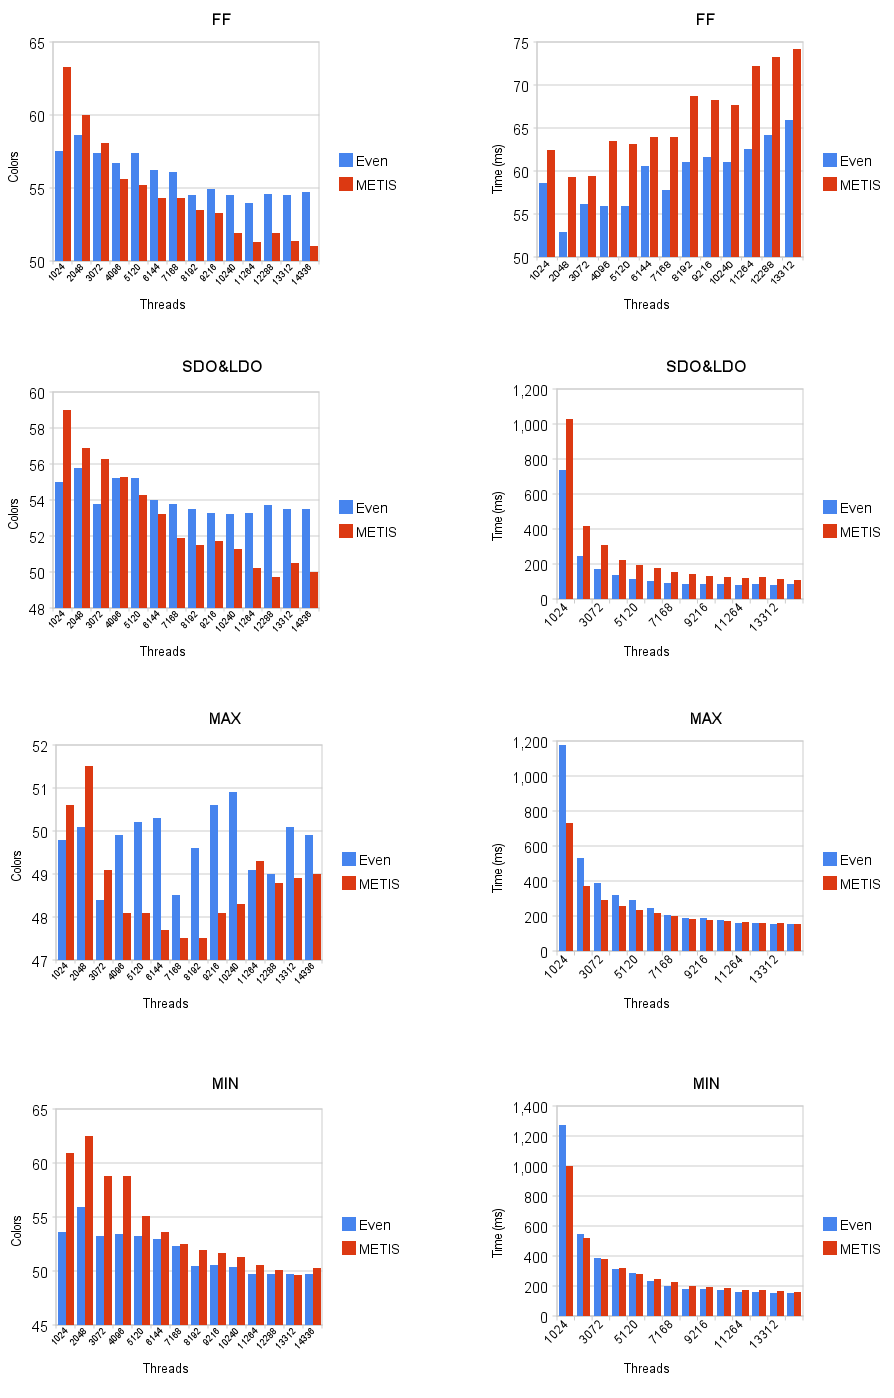 FF
65
60
55
50
Colors
1024 2048 3072 4096 5120 6144 7168 8192 9216 10240 11264 12288 13312 14336
Threads
Even
METIS
FF
75
70
65
60
55
50
Time (ms)
1024 2048 3072 4096 5120 6144 7168 8192 9216 10240 11264 12288 13312
Threads
Even
METIS
SDO&LDO
60
58
56
54
52
50
48
Colors
1024 2048 3072 4096 5120 6144 7168 8192 9216 10240 11264 12288 13312 14336
Threads
Even
METIS
SDO&LDO
1,200
1,000
800
600
400
200
0
Time (ms)
1024 3072 5120 7168 9216 11264 13312
Threads
Even
METIS
MAX
52
51
50
49
48
47
Colors
1024 2048 3072 4096 5120 6144 7168 8192 9216 10240 11264 12288 13312 14336
Threads
Even
METIS
MAX
1,200
1,000
800
600
400
200
0
Time (ms)
1024 3072 5120 7168 9216 11264 13312
Threads
Even
METIS
MIN
65
60
55
50
45
Colors
1024 2048 3072 4096 5120 6144 7168 8192 9216 10240 11264 12288 13312 14336
Threads
Even
METIS
MIN
1,400
1,200
1,000
800
600
400
200
0
Time (ms)
1024 3072 5120 7168 9216 11264 13312
Threads
Even
METIS